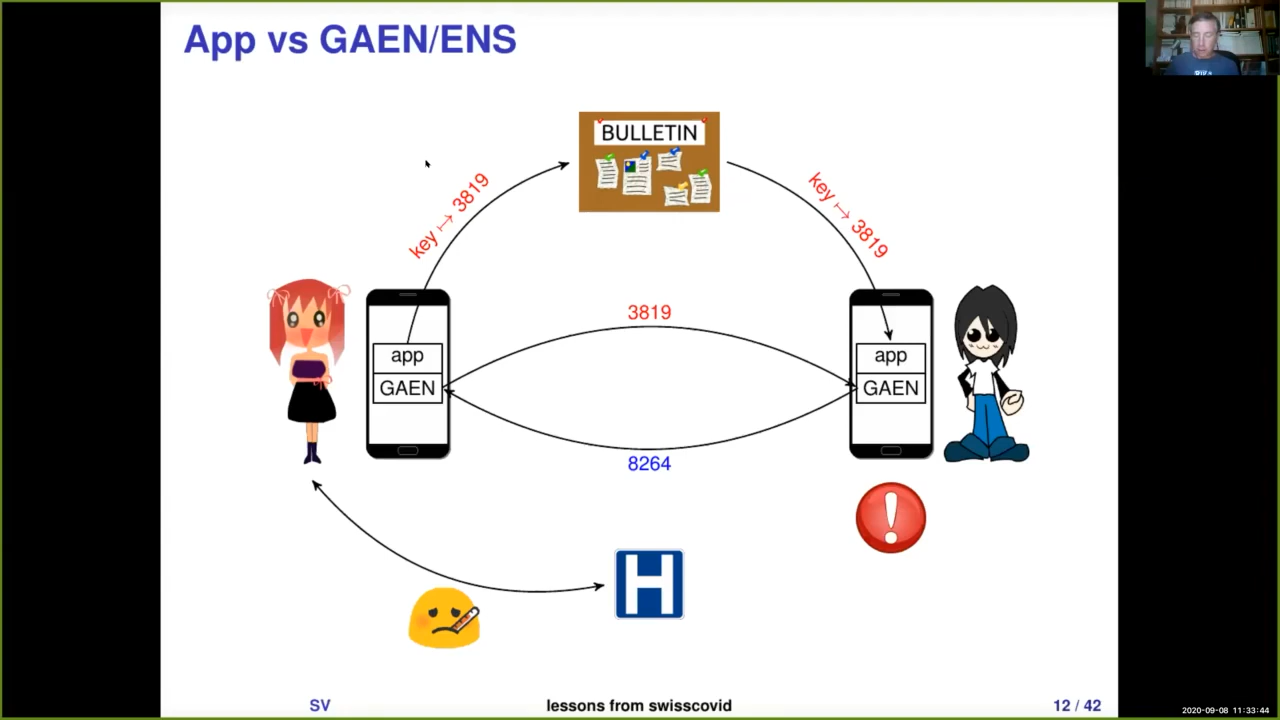 App vs GAEN/ENS
BULLETIN
key ↦ 3819
key ↦ 3819
3819
app
GAEN
app
GAEN
8264
H
SV
lessons from swisscovid
12 / 42
2020-09-08 11:33:44